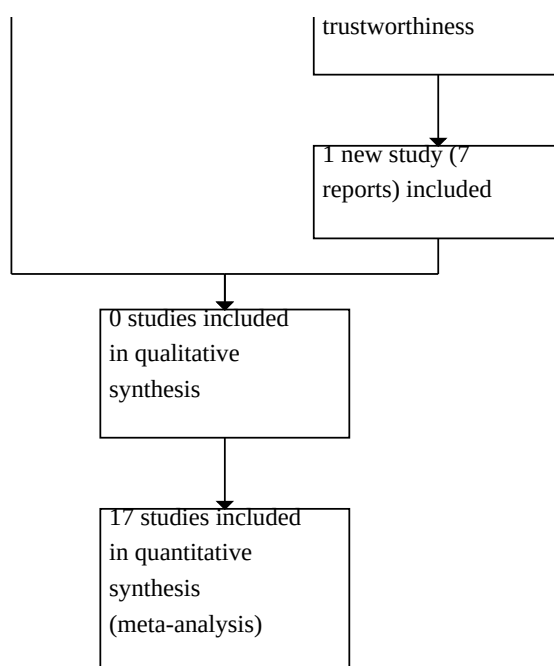 trustworthiness
1 new study (7
reports) included
0 studies included
in qualitative
synthesis
17 studies included
in quantitative
synthesis
(meta-analysis)